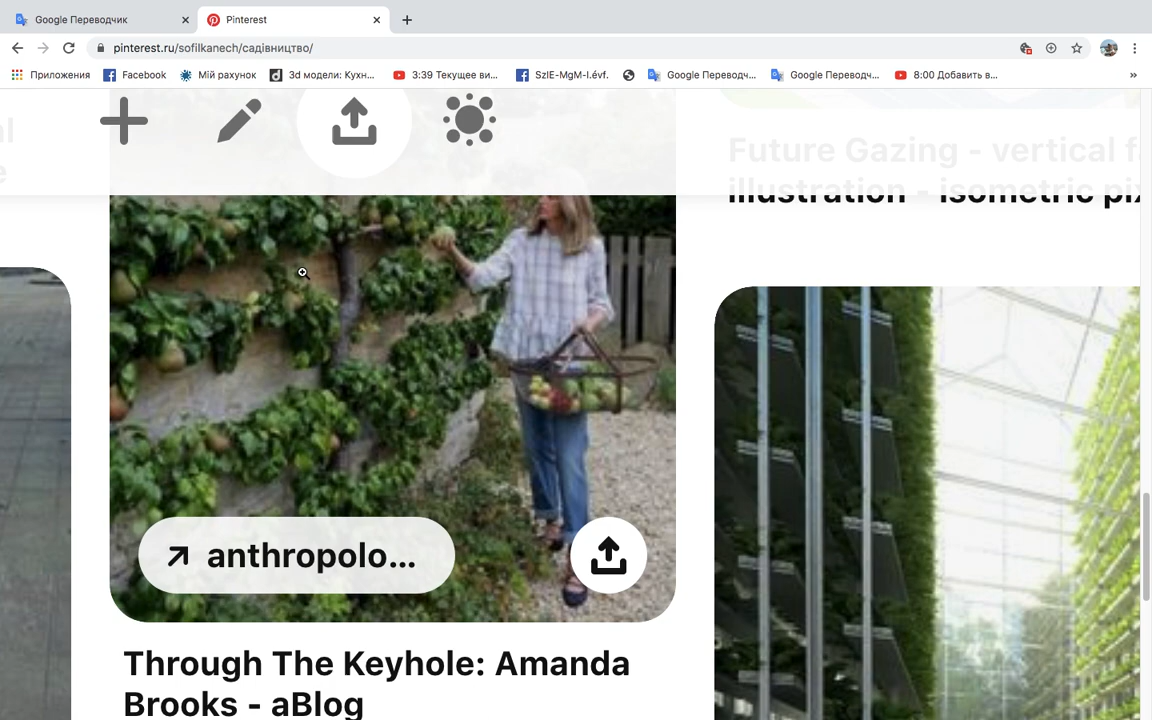 Google Переводчик
Pinterest
pinterest.ru/sofilkanech/садівництво/
Приложения
Facebook
Мій рахунок
3d модели: Кухн...
3:39 Текущее ви...
SzIE-MgM-I.évf.
Google Переводч...
Google Переводч...
8:00 Добавить в...
Future Gazing - vertical f
illustration - isometric pi
anthropolo...
Through The Keyhole: Amanda
Brooks - aBlog